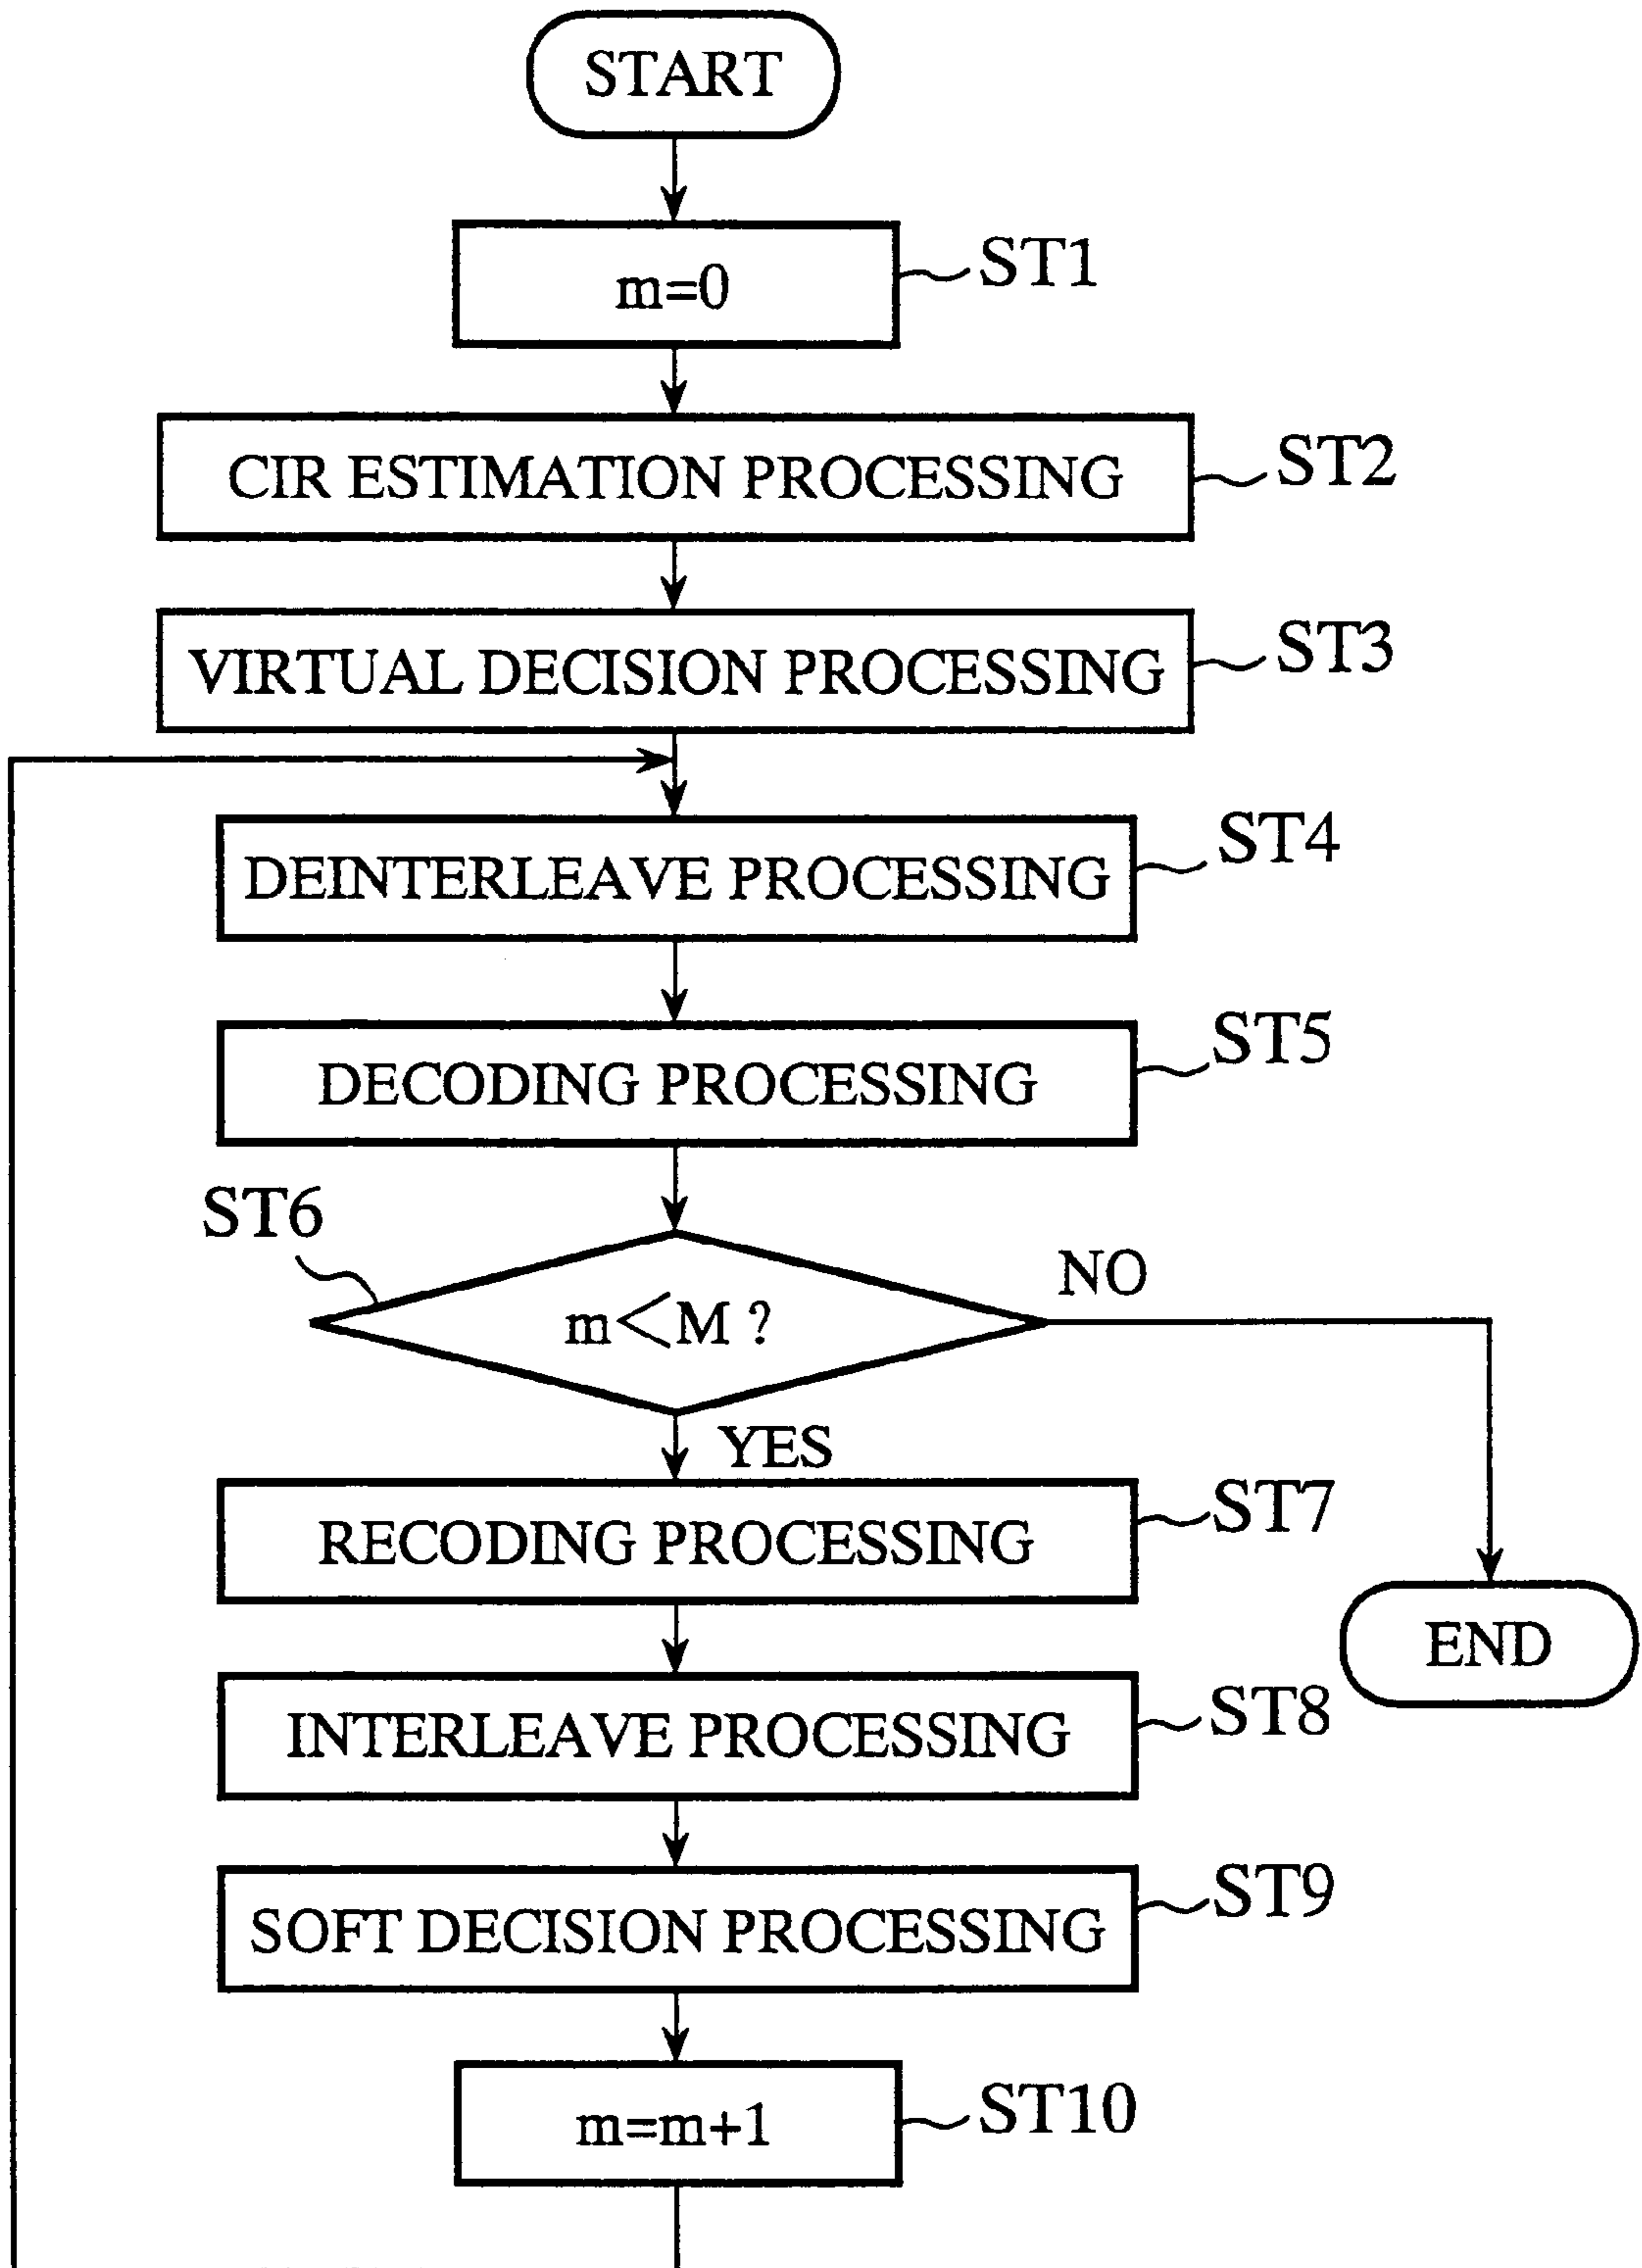 START
m=0
ST1
CIR ESTIMATION PROCESSING
ST2
VIRTUAL DECISION PROCESSING
ST3
DEINTERLEAVE PROCESSING
ST4
DECODING PROCESSING
ST5
ST6
m<M ?
NO
YES
RECODING PROCESSING
ST7
END
INTERLEAVE PROCESSING
ST8
SOFT DECISION PROCESSING
ST9
m=m+1
ST10